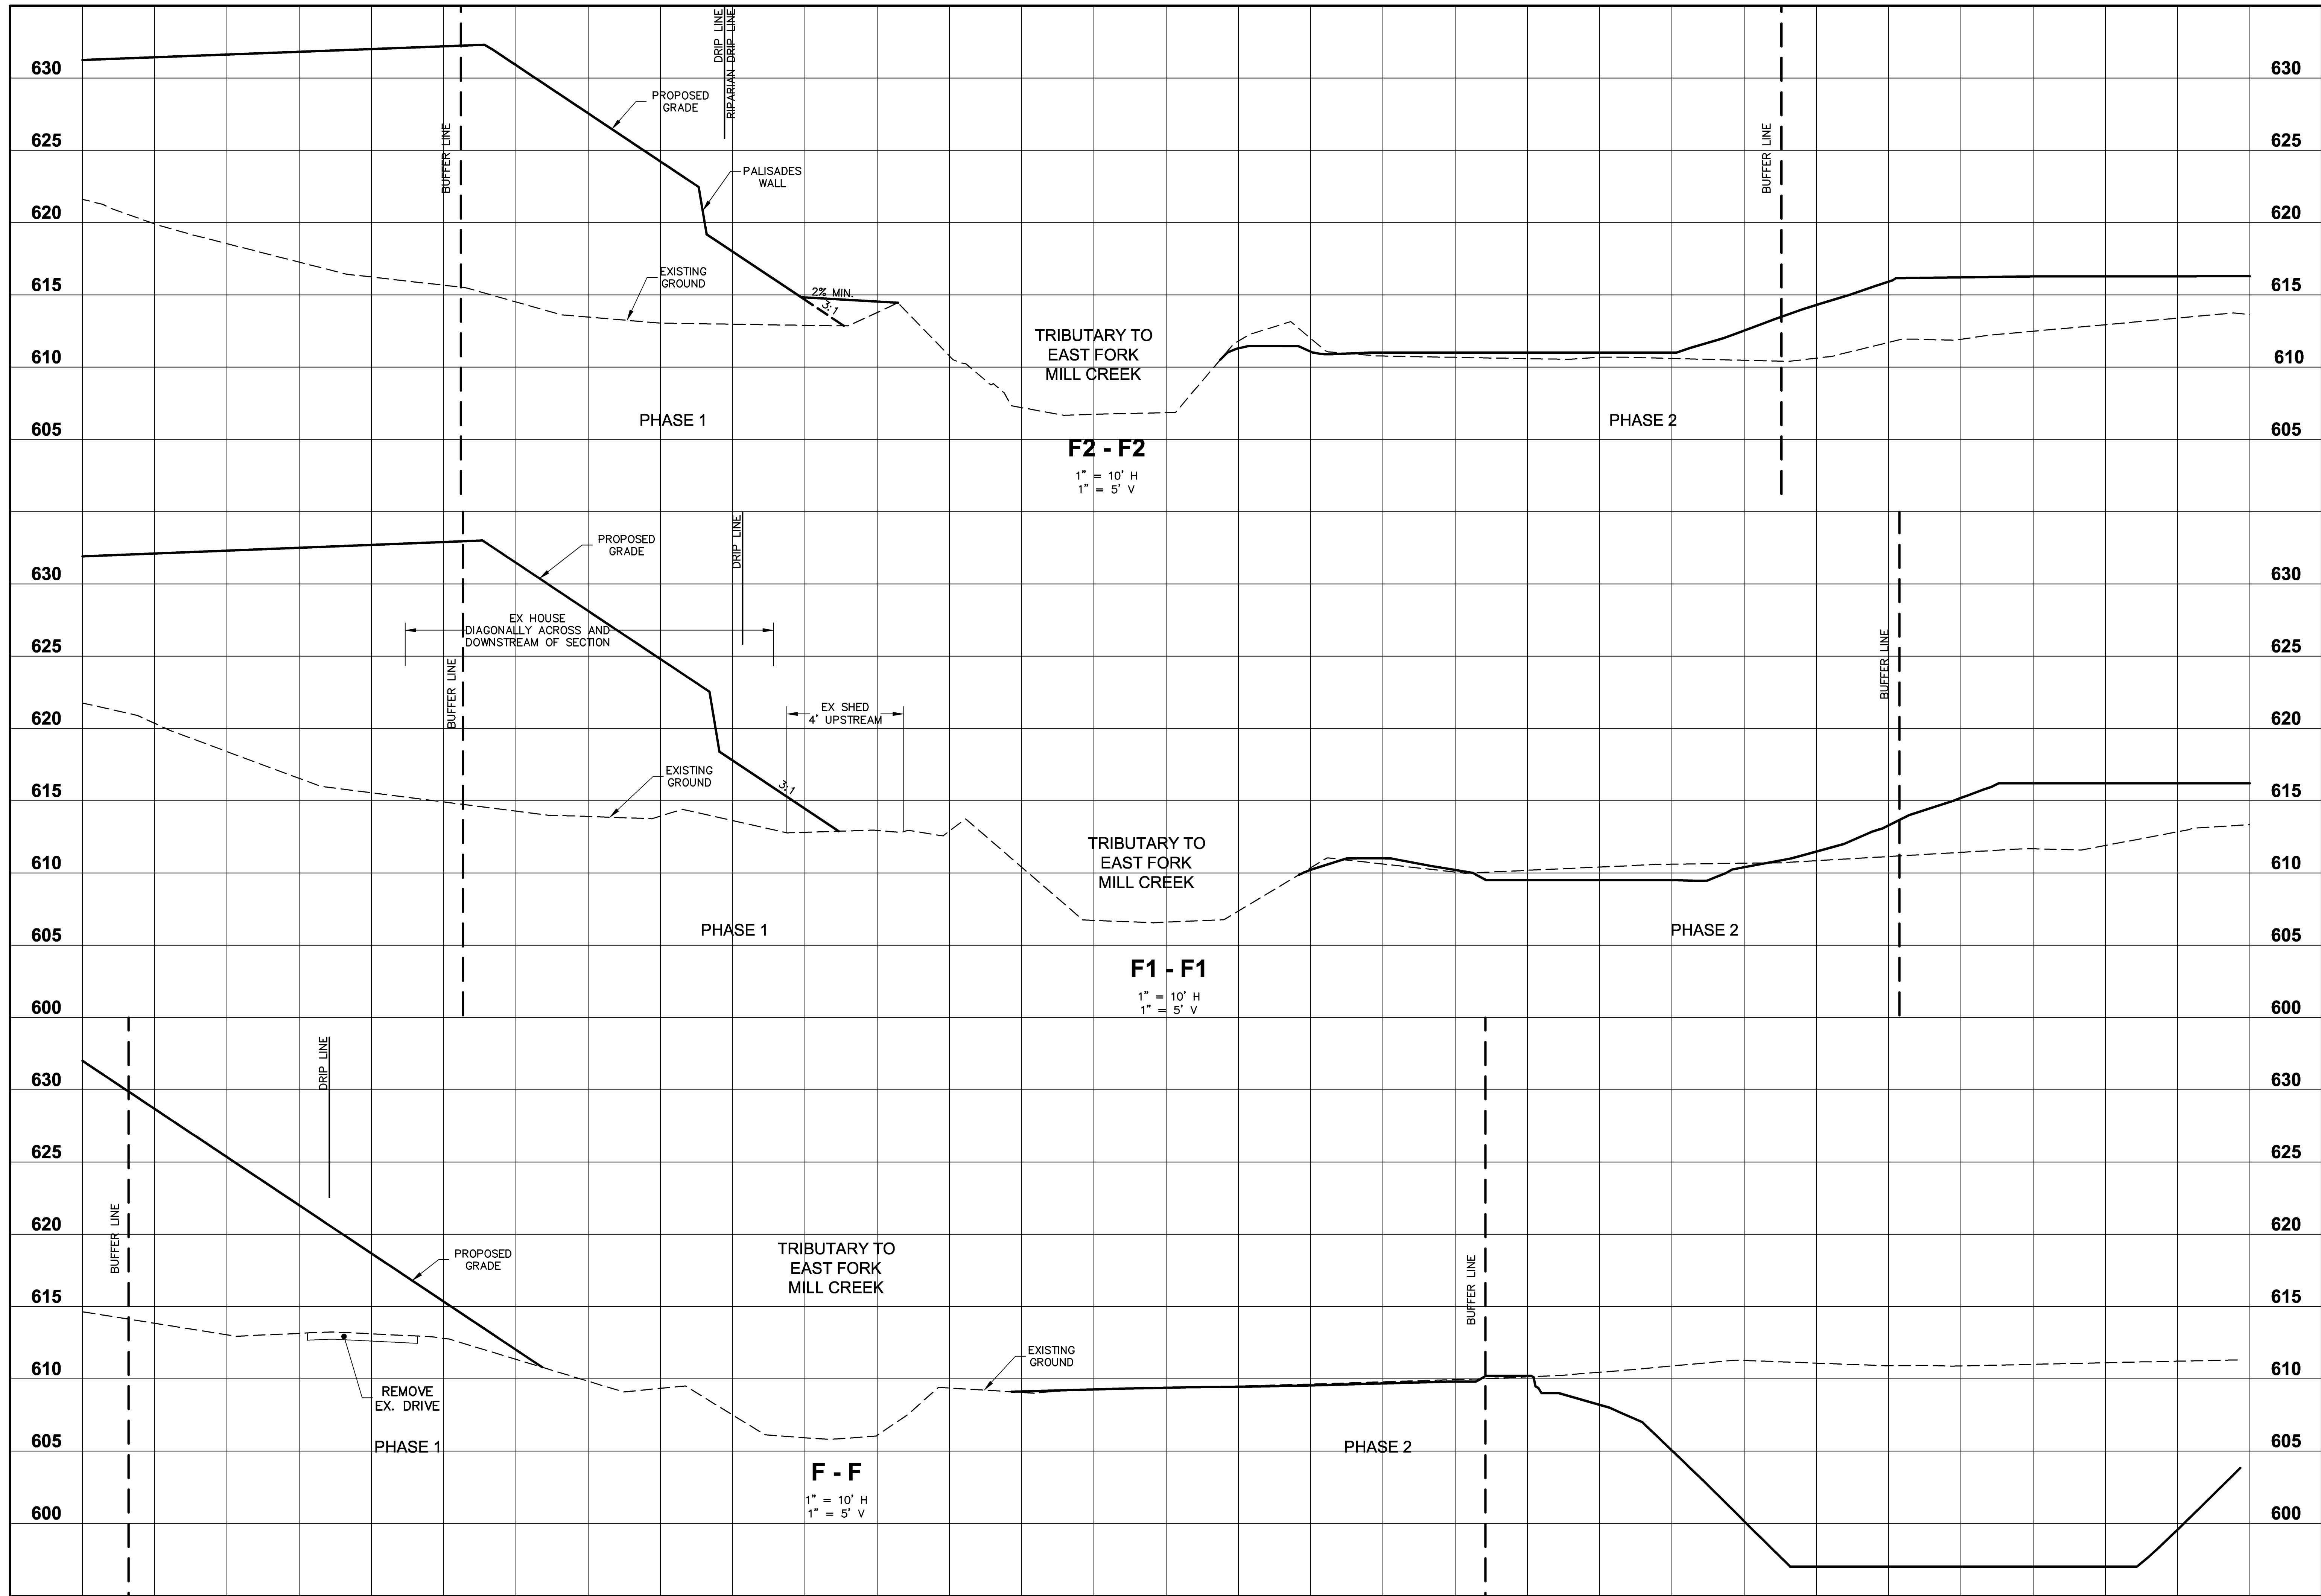 DRIP LINE
RIPARIAN DRIP LINE
630
630
PROPOSED
GRADE
BUFFER LINE
BUFFER LINE
625
625
PALISADES
WALL
620
620
EXISTING
GROUND
615
615
2% MIN.
3:1
TRIBUTARY TO
EAST FORK
MILL CREEK
610
610
PHASE 1
PHASE 2
605
605
F2 - F2
1" = 10' H
1" = 5' V
DRIP LINE
PROPOSED
GRADE
630
630
EX HOUSE
DIAGONALLY ACROSS AND
DOWNSTREAM OF SECTION
625
625
BUFFER LINE
BUFFER LINE
EX SHED
4' UPSTREAM
620
620
EXISTING
GROUND
3:1
615
615
TRIBUTARY TO
EAST FORK
MILL CREEK
610
610
PHASE 1
PHASE 2
605
605
F1 - F1
1" = 10' H
1" = 5' V
600
600
DRIP LINE
630
630
625
625
BUFFER LINE
BUFFER LINE
620
620
PROPOSED
GRADE
TRIBUTARY TO
EAST FORK
MILL CREEK
615
615
EXISTING
GROUND
610
610
REMOVE
EX. DRIVE
PHASE 1
PHASE 2
605
605
F - F
1" = 10' H
1" = 5' V
600
600